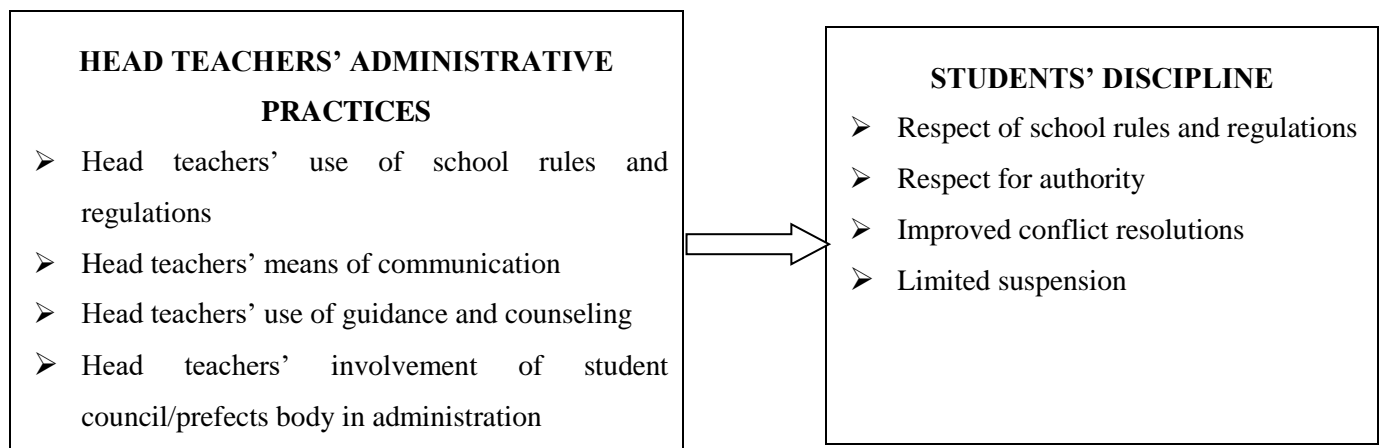 HEAD TEACHERS’ ADMINISTRATIVE
PRACTICES
➢ Head teachers’ use of school rules and
regulations
➢ Head teachers’ means of communication
➢ Head teachers’ use of guidance and counseling
➢ Head teachers’ involvement of student
council/prefects body in administration
STUDENTS’ DISCIPLINE
➢ Respect of school rules and regulations
➢ Respect for authority
➢ Improved conflict resolutions
➢ Limited suspension